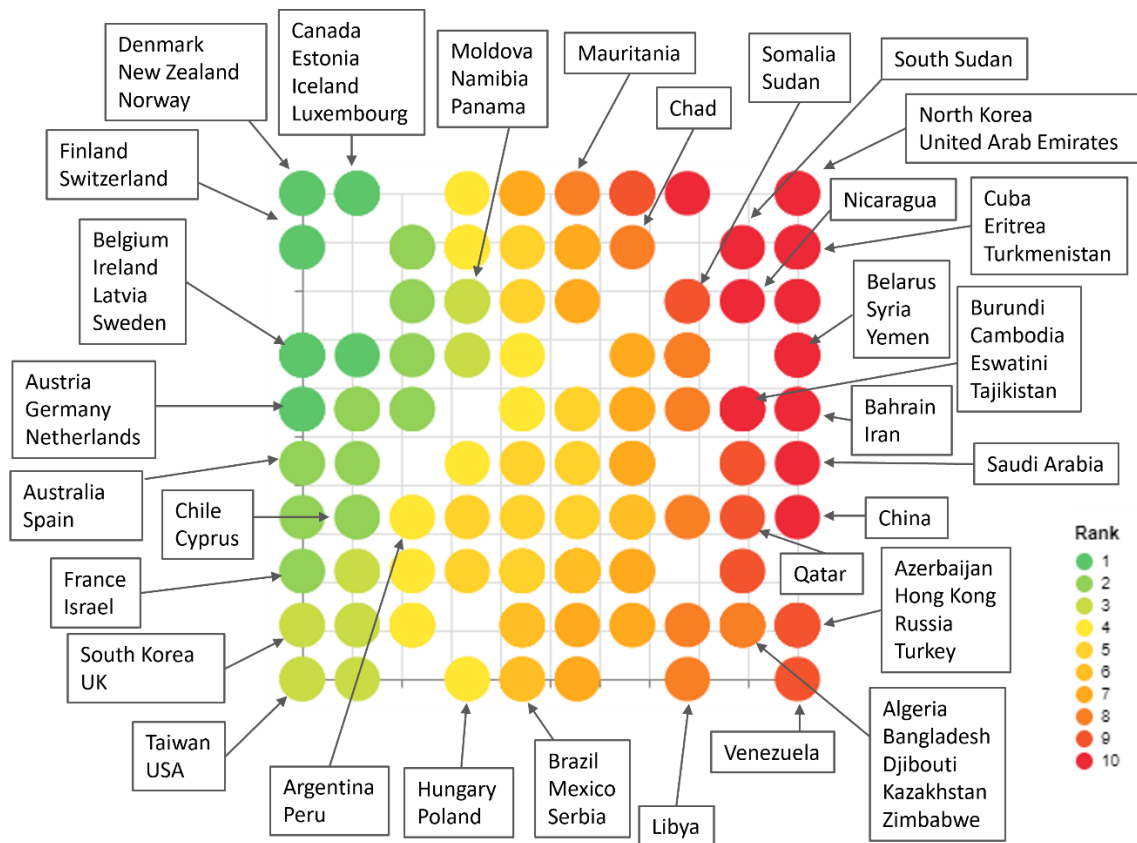 Denmark
New Zealand
Norway
Canada
Estonia
Iceland
Luxembourg
Moldova
Namibia
Panama
Mauritania
Chad
Somalia
Sudan
South Sudan
North Korea
United Arab Emirates
Finland
Switzerland
Nicaragua
Cuba
Eritrea
Turkmenistan
Belgium
Ireland
Latvia
Sweden
Belarus
Syria
Yemen
Burundi
Cambodia
Eswatini
Tajikistan
Austria
Germany
Netherlands
Bahrain
Iran
Saudi Arabia
Australia
Spain
Chile
Cyprus
China
France
Israel
Qatar
Azerbaijan
Hong Kong
Russia
Turkey
South Korea
UK
Taiwan
USA
Argentina
Peru
Hungary
Poland
Brazil
Mexico
Serbia
Libya
Venezuela
Algeria
Bangladesh
Djibouti
Kazakhstan
Zimbabwe
Rank
1
2
3
4
5
6
7
8
9
10